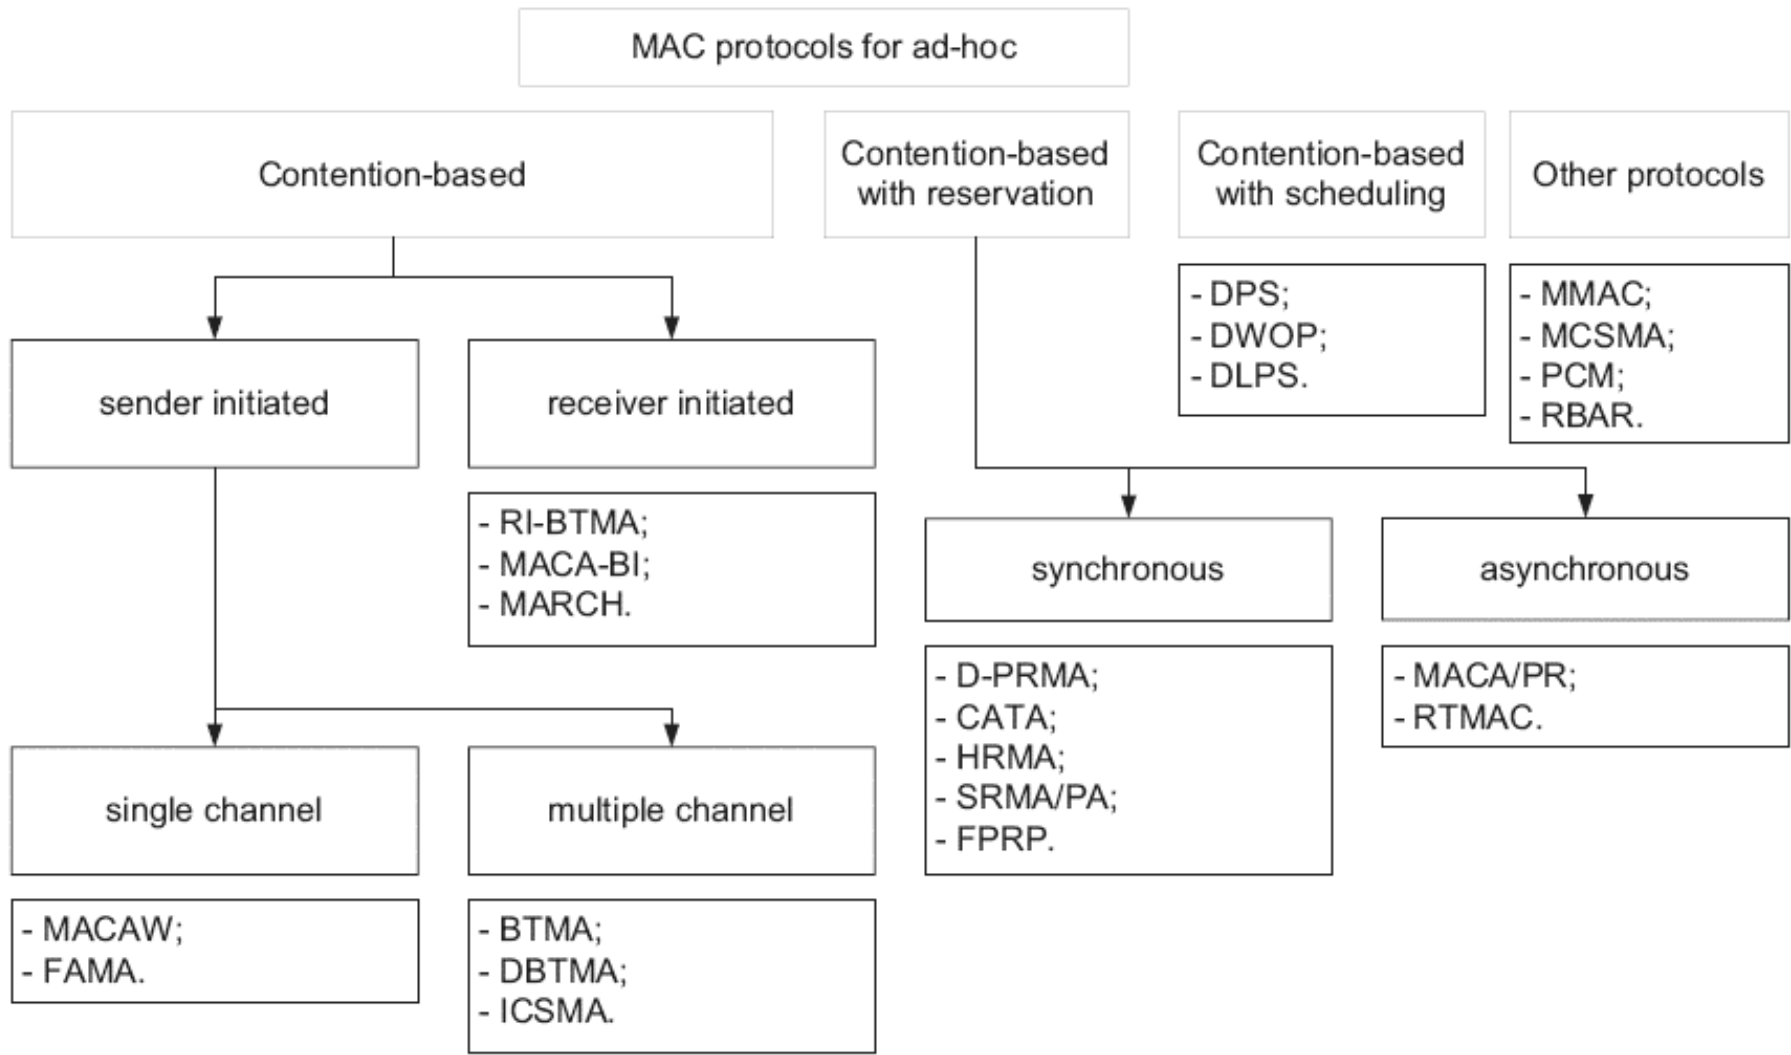 MAC protocols for ad-hoc
Contention-based
Contention-based
with reservation
Contention-based
with scheduling
Other protocols
- DPS;
- DWOP;
- DLPS.
- MMAC;
- MCSMA;
- PCM;
- RBAR.
sender initiated
receiver initiated
- RI-BTMA;
- MACA-BI;
- MARCH.
synchronous
asynchronous
- D-PRMA;
- CATA;
- HRMA;
- SRMA/PA;
- FPRP.
- MACA/PR;
- RTMAC.
single channel
multiple channel
- MACAW;
- FAMA.
- BTMA;
- DBTMA;
- ICSMA.